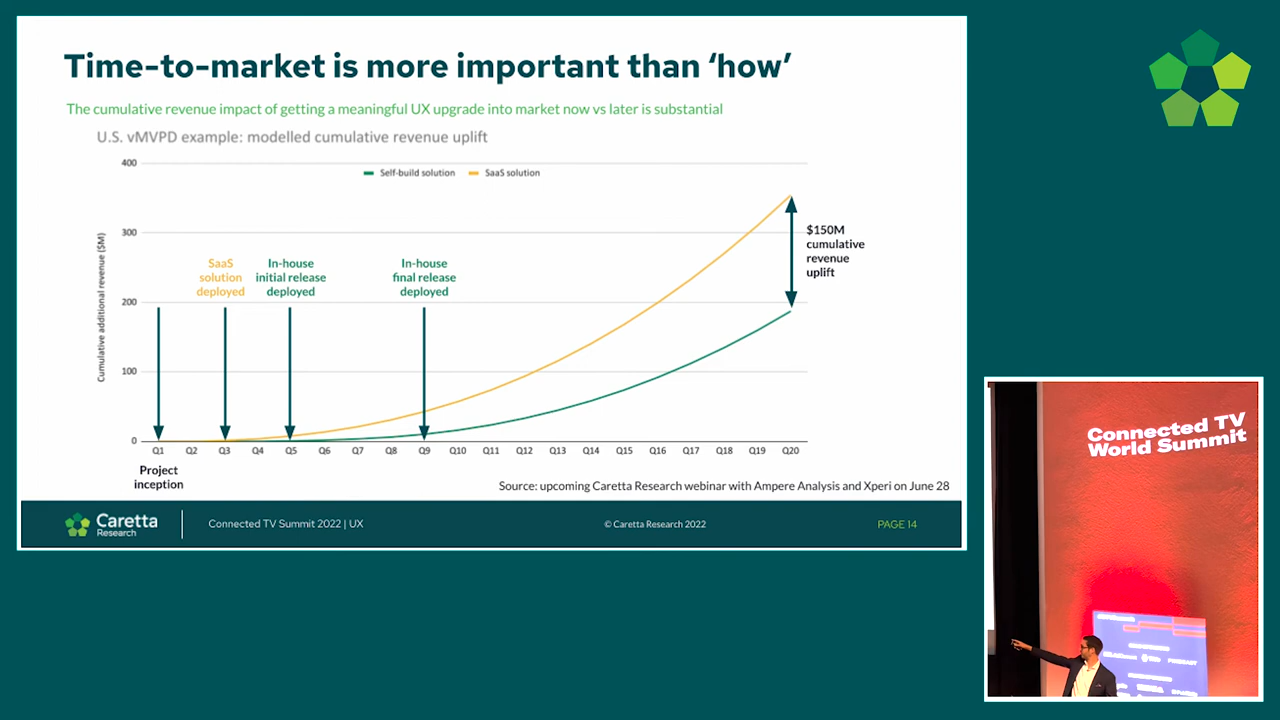 Time-to-market is more important than ‘how’
The cumulative revenue impact of getting a meaningful UX upgrade into market now vs later is substantial
U.S. vMVPD example: modelled cumulative revenue uplift
Self-build solution
SaaS solution
Cumulative additional revenue ($M)
400
300
200
100
0
SaaS
solution
deployed
In-house
initial release
deployed
In-house
final release
deployed
$150M
cumulative
revenue
uplift
Q1 Q2 Q3 Q4 Q5 Q6 Q7 Q8 Q9 Q10 Q11 Q12 Q13 Q14 Q15 Q16 Q17 Q18 Q19 Q20
Project
inception
Source: upcoming Caretta Research webinar with Ampere Analysis and Xperi on June 28
Caretta
Research
Connected TV Summit 2022 | UX
© Caretta Research 2022
PAGE 14
Connected TV
World Summit